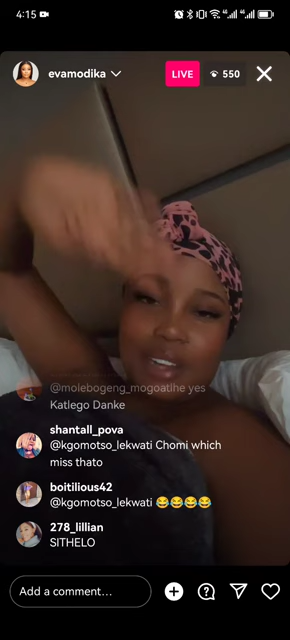 4:15
evamodika
LIVE
550
@molebogeng_mogoatlhe yes
Katlego Danke
shantall_pova
@kgomotso_lekwati Chomi which
miss thato
boitilious42
@kgomotso_lekwati 😂😂😂😂
278_lillian
SITHELO
Add a comment...